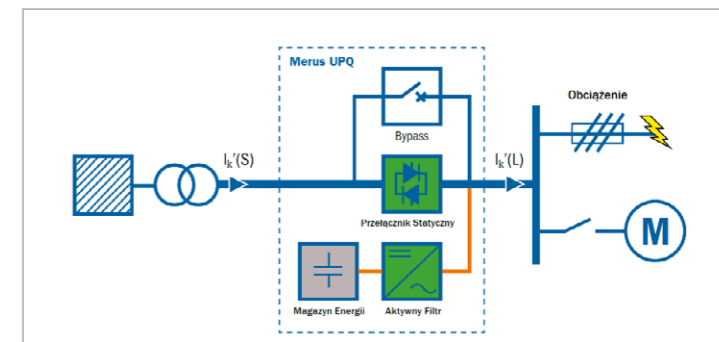 Merus UPQ
Obciążenie
Bypass
Ik'(S)
Ik'(L)
Przełącznik Statyczny
M
Magazyn Energii
Aktywny Filtr